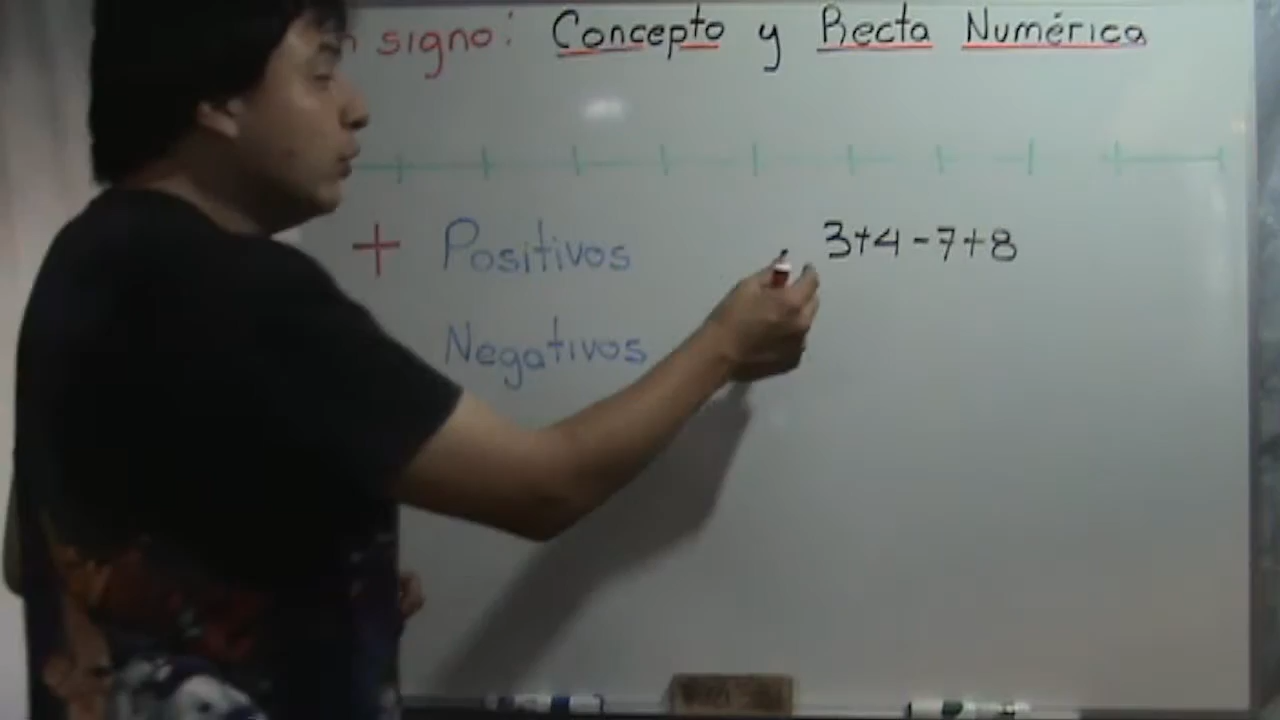 signo: Concepto y Recta Numérica
+ Positivos
3+4-7+8
Negativos